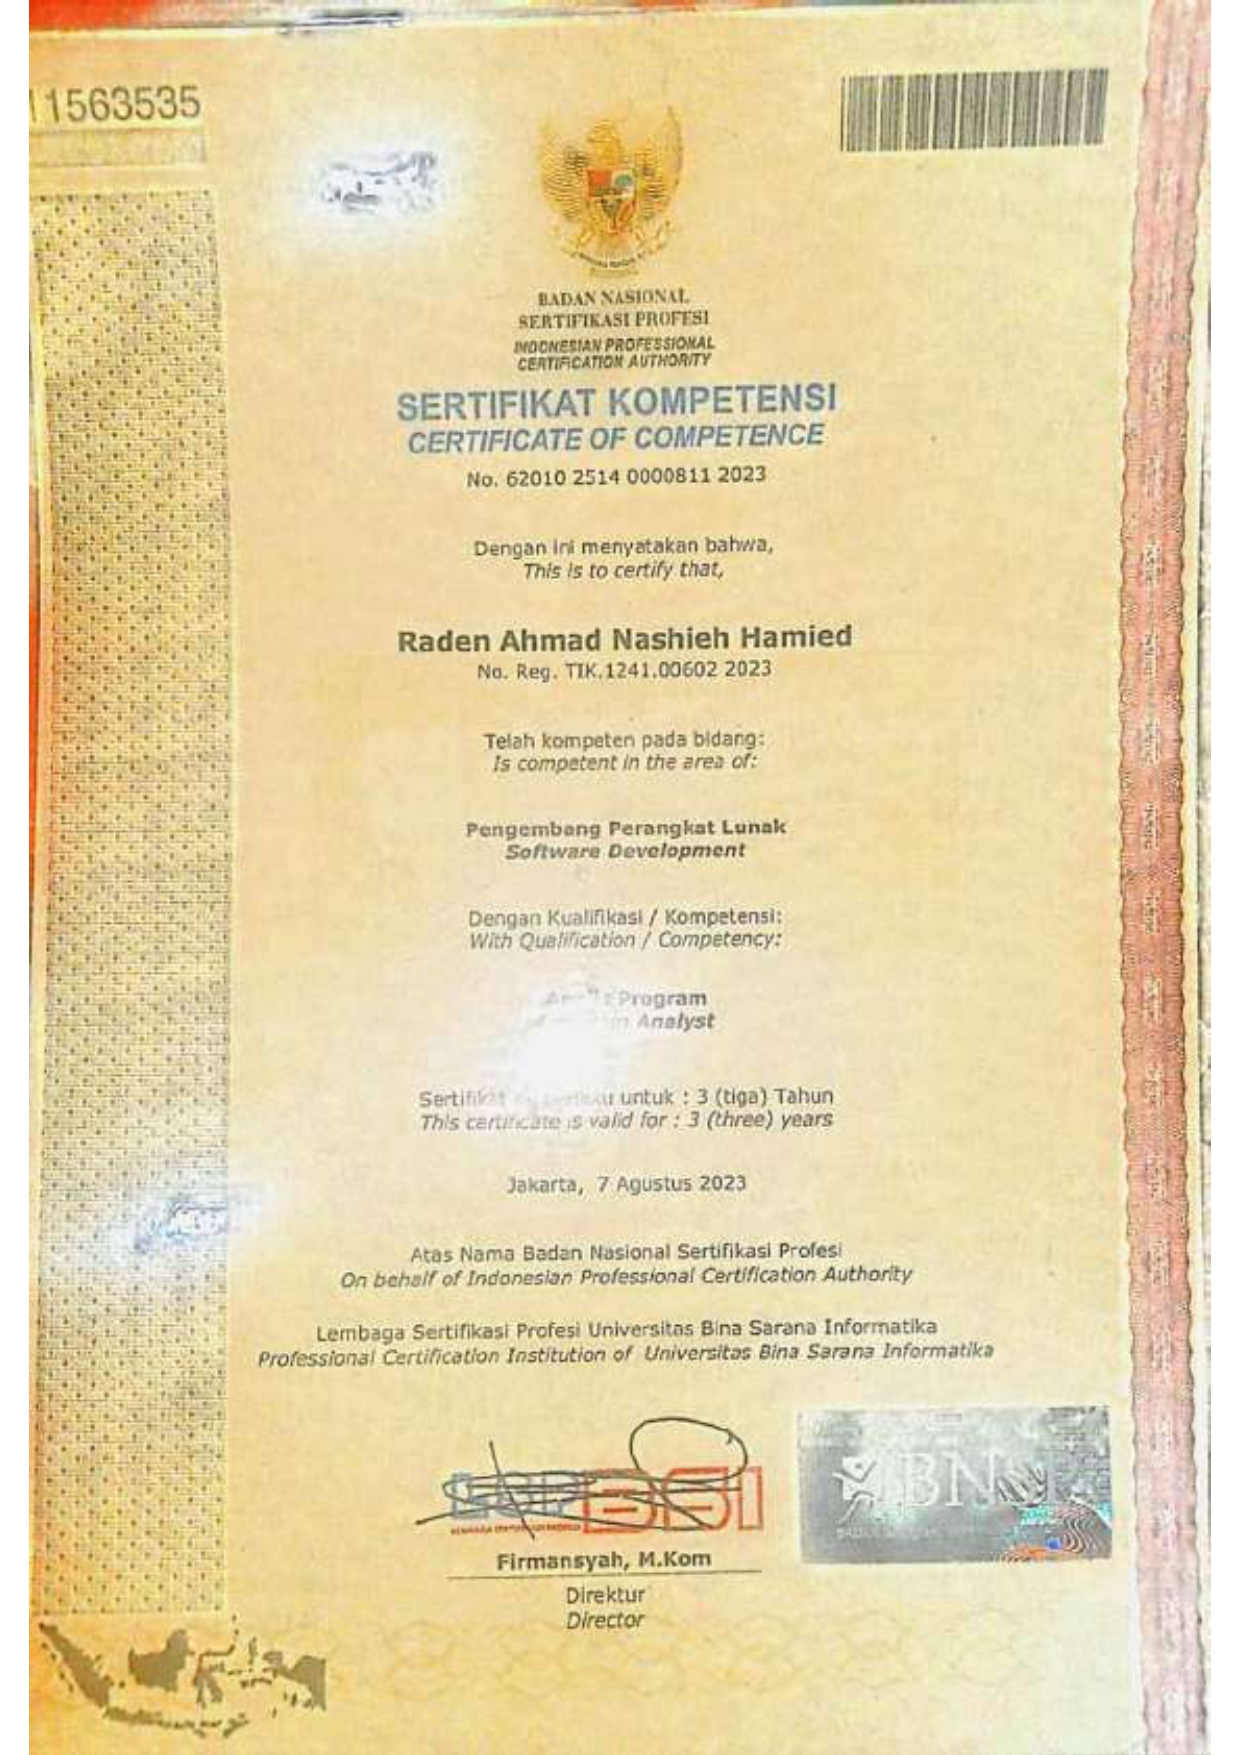 11563535
BADAN NASIONAL
SERTIFIKASI PROFESI
INDONESIAN PROFESSIONAL
CERTIFICATION AUTHORITY
SERTIFIKAT KOMPETENSI
CERTIFICATE OF COMPETENCE
No. 62010 2514 0000811 2023
Dengan ini menyatakan bahwa,
This is to certify that,
Raden Ahmad Nashieh Hamied
No. Reg. TIK.1241.00602 2023
Telah kompeten pada bidang:
Is competent in the area of:
Pengembang Perangkat Lunak
Software Development
Dengan Kualifikasi / Kompetensi:
With Qualification / Competency:
Program
Analyst
Sertifikat untuk : 3 (tiga) Tahun
This certificate is valid for : 3 (three) years
Jakarta, 7 Agustus 2023
Atas Nama Badan Nasional Sertifikasi Profesi
On behalf of Indonesian Professional Certification Authority
Lembaga Sertifikasi Profesi Universitas Bina Sarana Informatika
Professional Certification Institution of Universitas Bina Sarana Informatika
LSP BSI
BNSP
Firmansyah, M.Kom
Direktur
Director